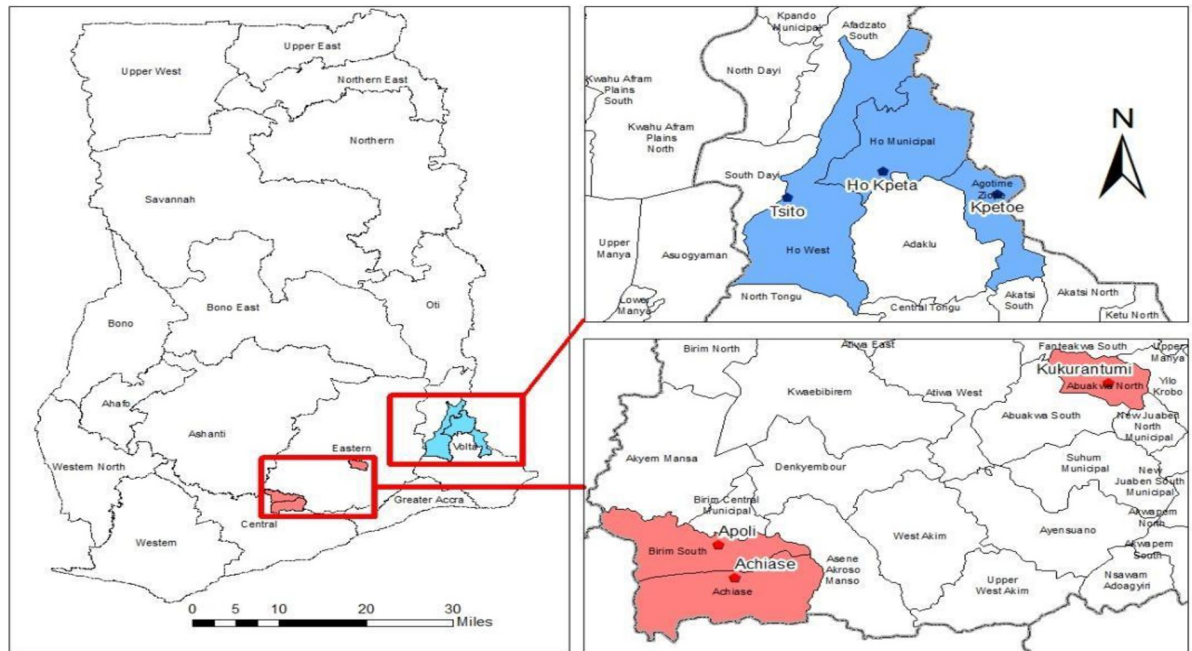 Upper East
Upper West
Northern East
Northern
Savannah
Bono East
Oti
Bono
Ahafo
Ashanti
Eastern
Volta
Western North
Greater Accra
Central
Western
0 5 10 20 30
Miles
Kpando
Municipal
Afadzato
South
North Dayi
Kwahu Afram
Plains
South
Kwahu Afram
Plains
North
Ho Municipal
South Dayi
Ho Kpeta
Agotime
Tsito
Kpetoe
Upper
Manya
Asuogyaman
Ho West
Adaklu
Lower
Manya
North Tongu
Central Tongu
Akatsi
South
Akatsi North
Ketu North
N
Birim North
Atiwa East
Fanteakwa South
Upper
Manya
Kukurantumi
Abuakwa North
Yilo
Krobo
Kwaebibirem
Atiwa West
Abuakwa South
New Juaben
North
Municipal
Akyem Mansa
Denkyembour
Suhum
Municipal
New
Juaben South
Municipal
Birim Central
Municipal
Akwapem
North
Apoli
West Akim
Ayensuano
Birim South
Akwapem
South
Achiase
Asene
Akroso
Manso
Achiase
Upper
West Akim
Nsawam
Adoagyiri